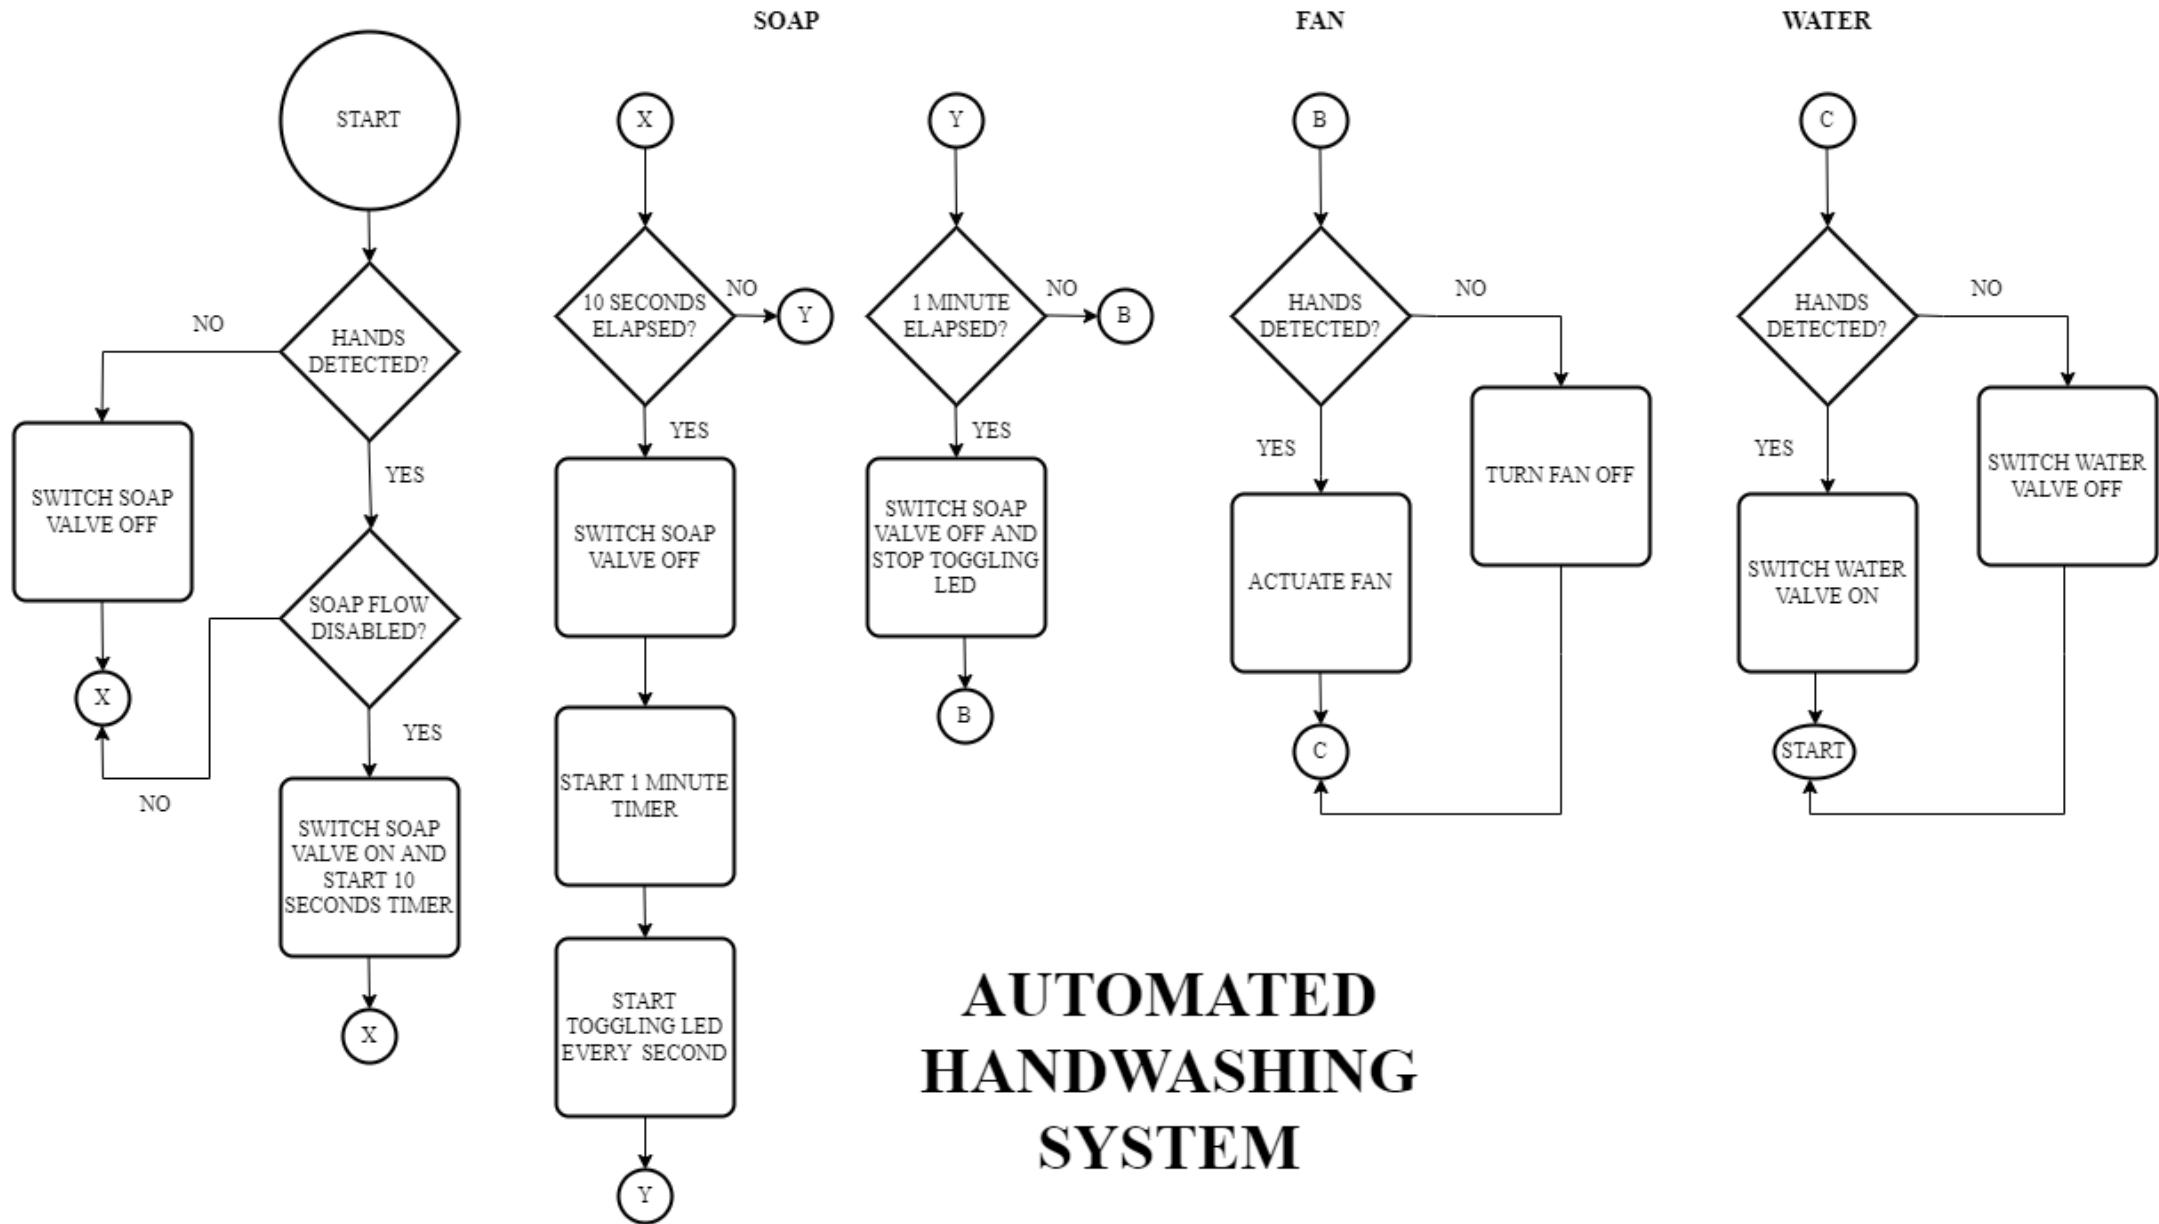 SOAP
FAN
WATER
START
HANDS
DETECTED?
NO
YES
SWITCH SOAP
VALVE OFF
X
SOAP FLOW
DISABLED?
NO
YES
SWITCH SOAP
VALVE ON AND
START 10
SECONDS TIMER
X
X
10 SECONDS
ELAPSED?
NO
Y
YES
SWITCH SOAP
VALVE OFF
START 1 MINUTE
TIMER
START
TOGGLING LED
EVERY SECOND
Y
Y
1 MINUTE
ELAPSED?
NO
B
YES
SWITCH SOAP
VALVE OFF AND
STOP TOGGLING
LED
B
B
HANDS
DETECTED?
NO
YES
TURN FAN OFF
ACTUATE FAN
C
C
HANDS
DETECTED?
NO
YES
SWITCH WATER
VALVE OFF
SWITCH WATER
VALVE ON
START
AUTOMATED
HANDWASHING
SYSTEM